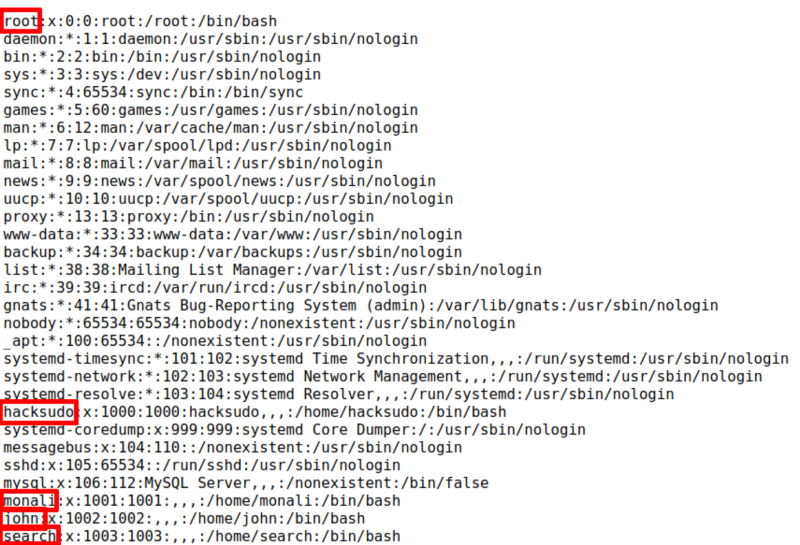 root:x:0:0:root:/root:/bin/bash
daemon:*:1:1:daemon:/usr/sbin:/usr/sbin/nologin
bin:*:2:2:bin:/bin:/usr/sbin/nologin
sys:*:3:3:sys:/dev:/usr/sbin/nologin
sync:*:4:65534:sync:/bin:/bin/sync
games:*:5:60:games:/usr/games:/usr/sbin/nologin
man:*:6:12:man:/var/cache/man:/usr/sbin/nologin
lp:*:7:7:lp:/var/spool/lpd:/usr/sbin/nologin
mail:*:8:8:mail:/var/mail:/usr/sbin/nologin
news:*:9:9:news:/var/spool/news:/usr/sbin/nologin
uucp:*:10:10:uucp:/var/spool/uucp:/usr/sbin/nologin
proxy:*:13:13:proxy:/bin:/usr/sbin/nologin
www-data:*:33:33:www-data:/var/www:/usr/sbin/nologin
backup:*:34:34:backup:/var/backups:/usr/sbin/nologin
list:*:38:38:Mailing List Manager:/var/list:/usr/sbin/nologin
irc:*:39:39:ircd:/var/run/ircd:/usr/sbin/nologin
gnats:*:41:41:Gnats Bug-Reporting System (admin):/var/lib/gnats:/usr/sbin/nologin
nobody:*:65534:65534:nobody:/nonexistent:/usr/sbin/nologin
_apt:*:100:65534::/nonexistent:/usr/sbin/nologin
systemd-timesync:*:101:102:systemd Time Synchronization,,,:/run/systemd:/usr/sbin/nologin
systemd-network:*:102:103:systemd Network Management,,,:/run/systemd:/usr/sbin/nologin
systemd-resolve:*:103:104:systemd Resolver,,,:/run/systemd:/usr/sbin/nologin
hacksudo:x:1000:1000:hacksudo,,,:/home/hacksudo:/bin/bash
systemd-coredump:x:999:999:systemd Core Dumper:/:/usr/sbin/nologin
messagebus:x:104:110::/nonexistent:/usr/sbin/nologin
sshd:x:105:65534::/run/sshd:/usr/sbin/nologin
mysql:x:106:112:MySQL Server,,,:/nonexistent:/bin/false
monali:x:1001:1001:,,,:/home/monali:/bin/bash
john:x:1002:1002:,,,:/home/john:/bin/bash
search:x:1003:1003:,,,:/home/search:/bin/bash